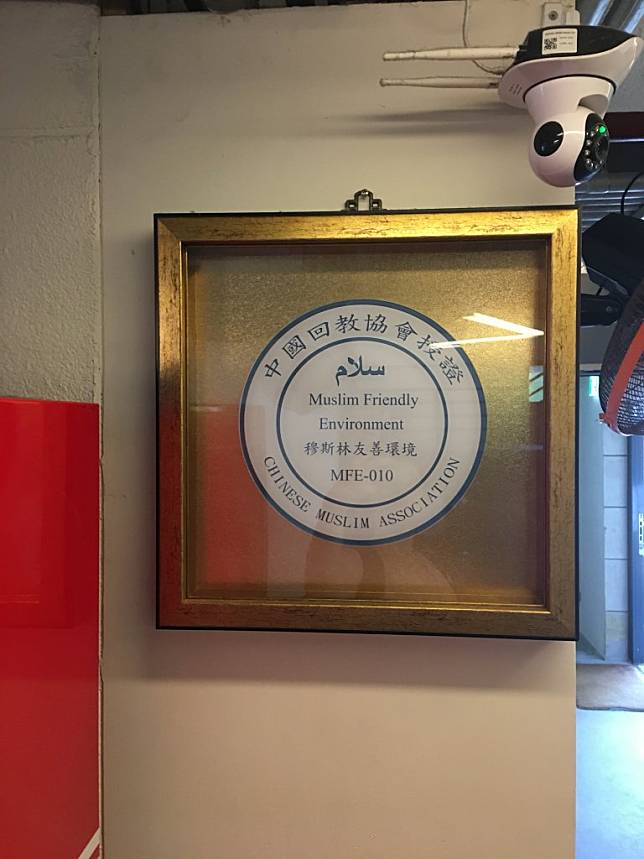 中國回教協會授證
سلام
Muslim Friendly
Environment
穆斯林友善環境
MFE-010
CHINESE MUSLIM ASSOCIATION